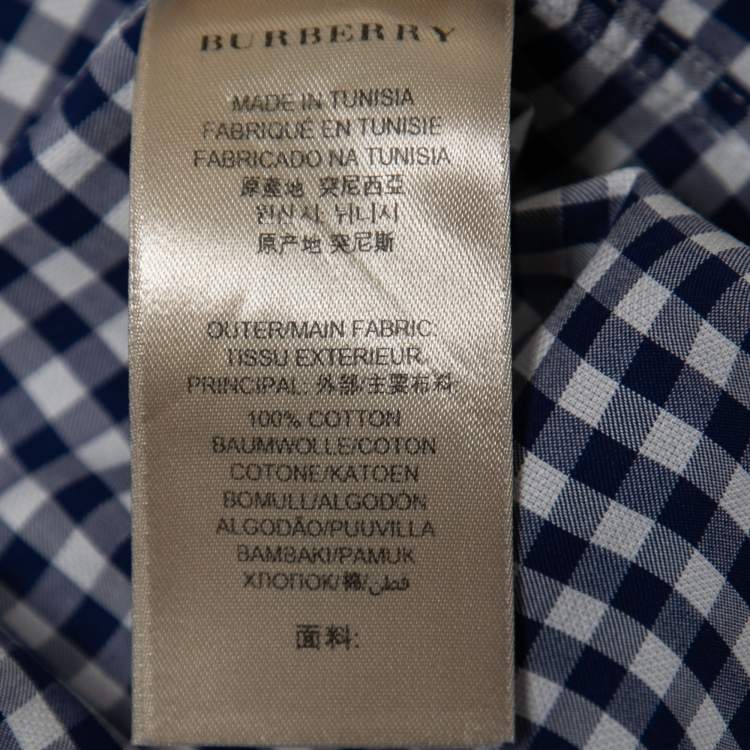 BURBERRY
MADE IN TUNISIA
FABRIQUÉ EN TUNISIE
FABRICADO NA TUNISIA
原產地 突尼西亞
원산지: 튀니지
原产地 突尼斯
OUTER/MAIN FABRIC:
TISSU EXTERIEUR
PRINCIPAL: 外部/主要布料
100% COTTON
BAUMWOLLE/COTON
COTONE/KATOEN
BOMULL/ALGODÓN
ALGODÃO/PUUVILLA
BAMBAKI/PAMUK
ХЛОПОК/棉/قطن
面料: